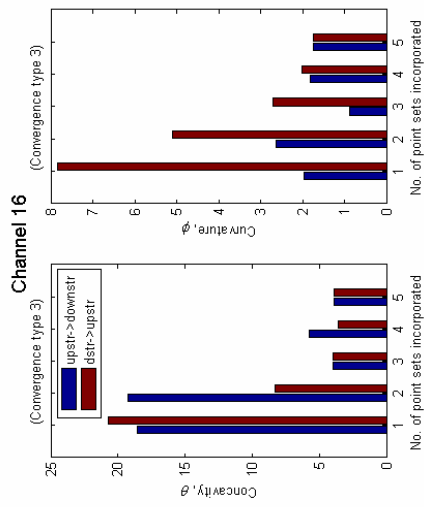 Channel 16
(Convergence type 3)
25
20
15
10
5
0
Concavity, θ
upstr->downstr
dstr->upstr
1 2 3 4 5
No. of point sets incorporated
(Convergence type 3)
8
7
6
5
4
3
2
1
0
Curvature, φ
1 2 3 4 5
No. of point sets incorporated